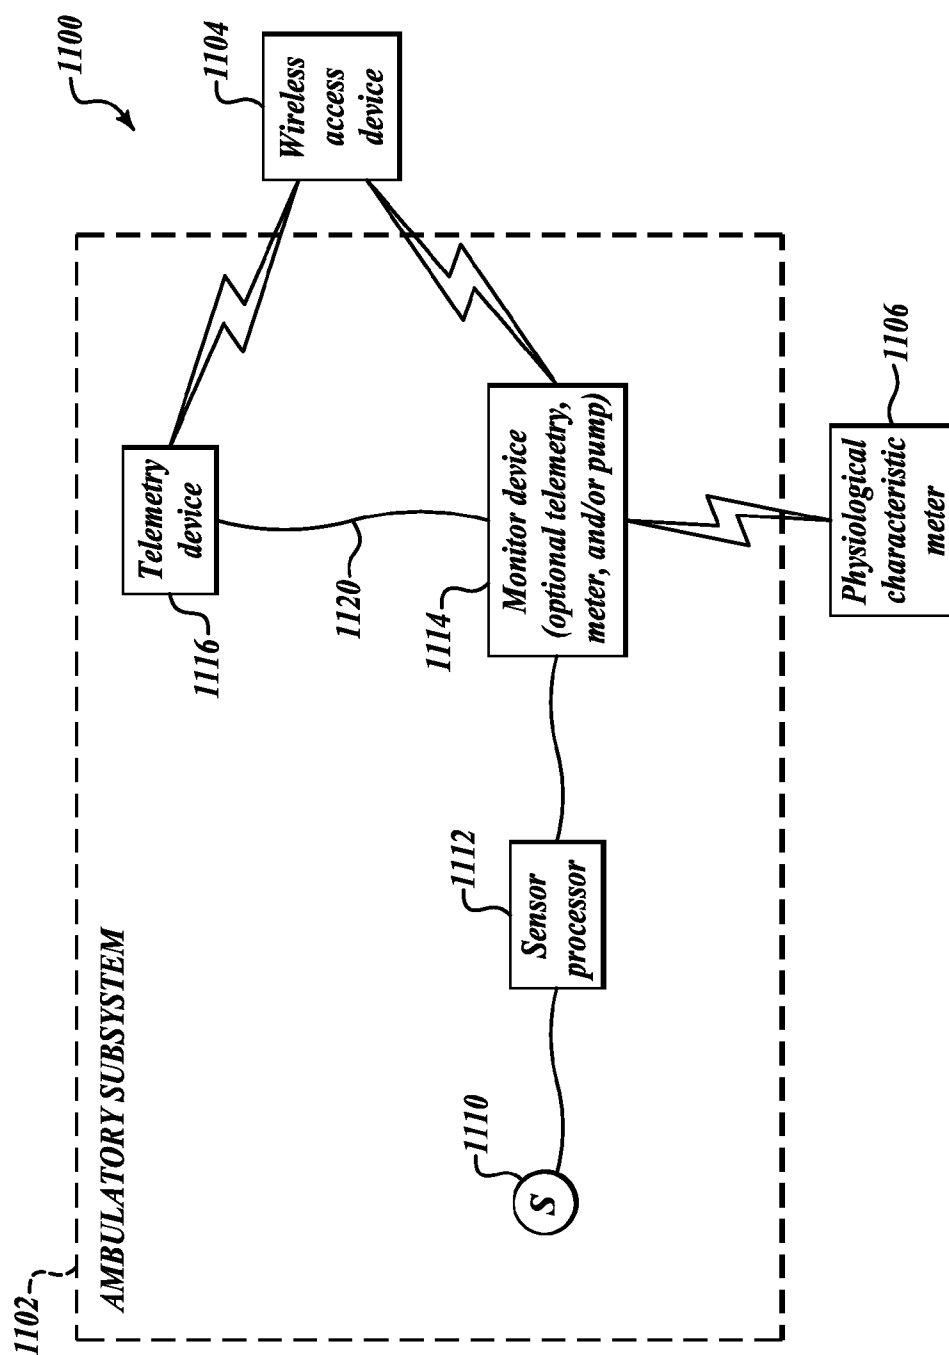 1100
1104
Wireless
access
device
1102
AMBULATORY SUBSYSTEM
Telemetry
device
1116
1120
1114
Monitor device
(optional telemetry,
meter, and/or pump)
1112
Sensor
processor
1110
S
1106
Physiological
characteristic
meter